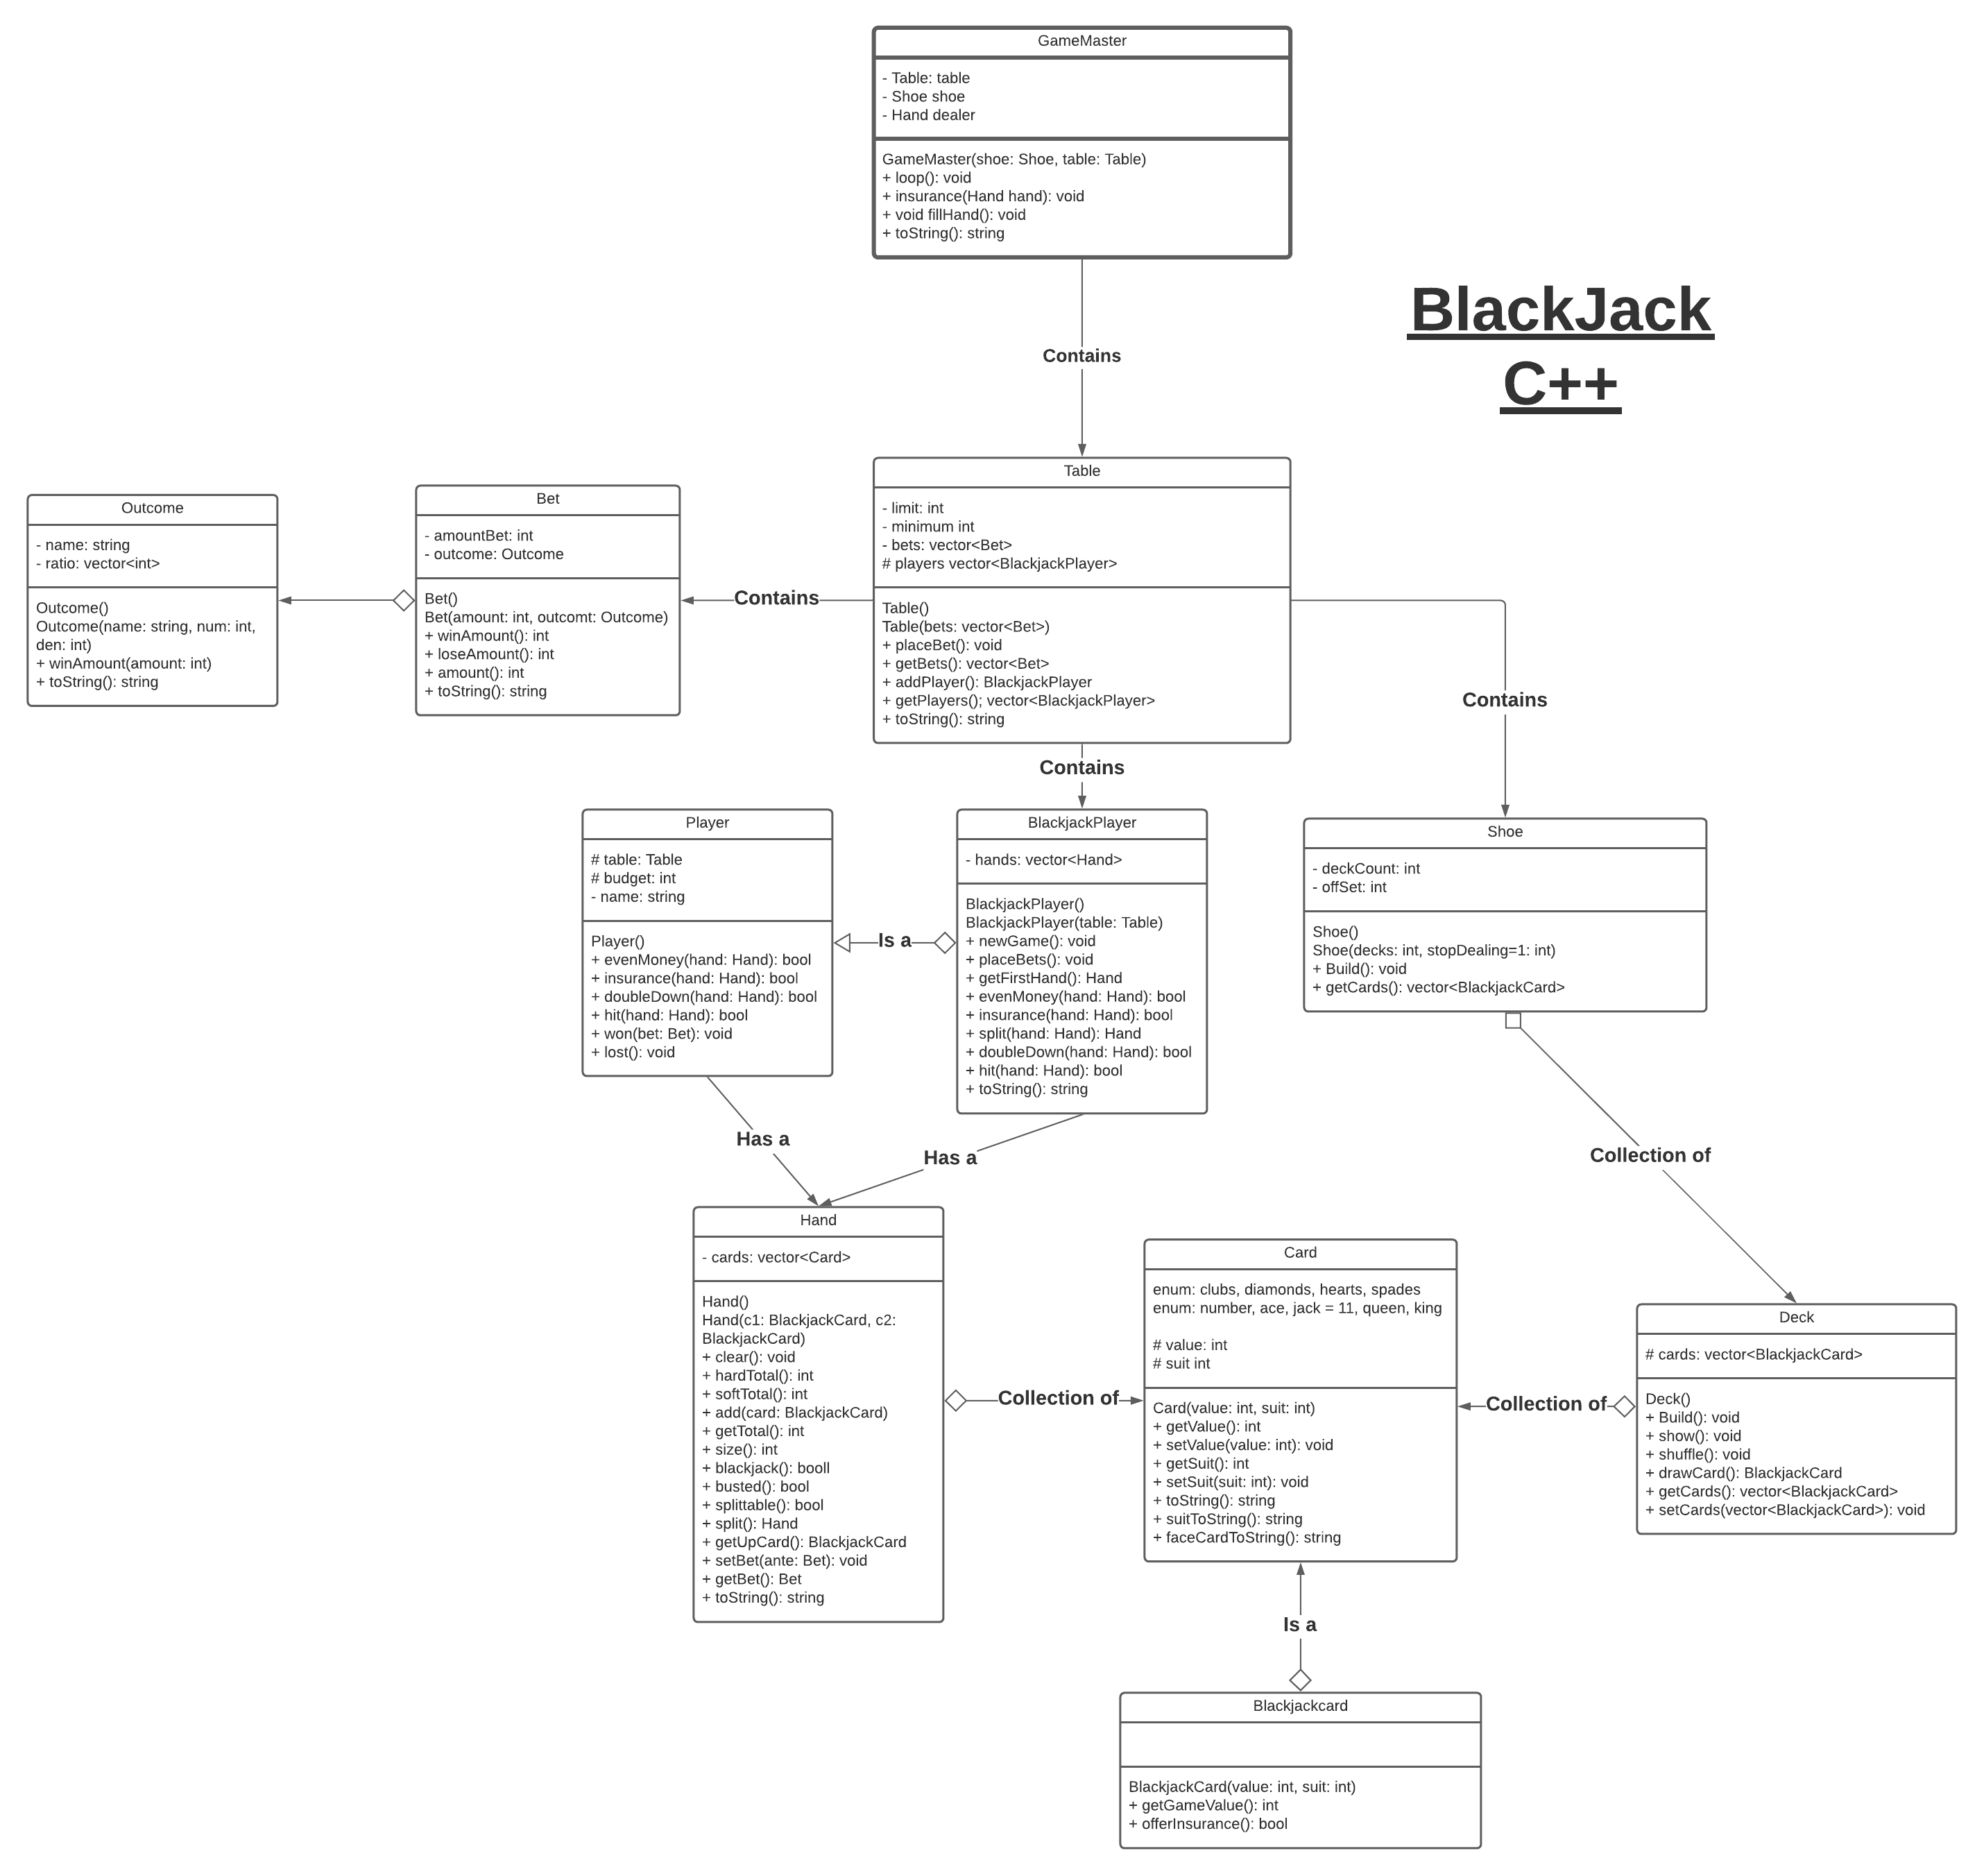 GameMaster
- Table: table
- Shoe shoe
- Hand dealer
GameMaster(shoe: Shoe, table: Table)
+ loop(): void
+ insurance(Hand hand): void
+ void fillHand(): void
+ toString(): string
BlackJack
C++
Contains
Outcome
- name: string
- ratio: vector<int>
Outcome()
Outcome(name: string, num: int,
den: int)
+ winAmount(amount: int)
+ toString(): string
Bet
- amountBet: int
- outcome: Outcome
Bet()
Bet(amount: int, outcomt: Outcome)
+ winAmount(): int
+ loseAmount(): int
+ amount(): int
+ toString(): string
Contains
Table
- limit: int
- minimum int
- bets: vector<Bet>
# players vector<BlackjackPlayer>
Table()
Table(bets: vector<Bet>)
+ placeBet(): void
+ getBets(): vector<Bet>
+ addPlayer(): BlackjackPlayer
+ getPlayers(); vector<BlackjackPlayer>
+ toString(): string
Contains
Contains
Player
# table: Table
# budget: int
- name: string
Player()
+ evenMoney(hand: Hand): bool
+ insurance(hand: Hand): bool
+ doubleDown(hand: Hand): bool
+ hit(hand: Hand): bool
+ won(bet: Bet): void
+ lost(): void
Is a
BlackjackPlayer
- hands: vector<Hand>
BlackjackPlayer()
BlackjackPlayer(table: Table)
+ newGame(): void
+ placeBets(): void
+ getFirstHand(): Hand
+ evenMoney(hand: Hand): bool
+ insurance(hand: Hand): bool
+ split(hand: Hand): Hand
+ doubleDown(hand: Hand): bool
+ hit(hand: Hand): bool
+ toString(): string
Shoe
- deckCount: int
- offSet: int
Shoe()
Shoe(decks: int, stopDealing=1: int)
+ Build(): void
+ getCards(): vector<BlackjackCard>
Has a
Has a
Collection of
Hand
- cards: vector<Card>
Hand()
Hand(c1: BlackjackCard, c2:
BlackjackCard)
+ clear(): void
+ hardTotal(): int
+ softTotal(): int
+ add(card: BlackjackCard)
+ getTotal(): int
+ size(): int
+ blackjack(): booll
+ busted(): bool
+ splittable(): bool
+ split(): Hand
+ getUpCard(): BlackjackCard
+ setBet(ante: Bet): void
+ getBet(): Bet
+ toString(): string
Collection of
Card
enum: clubs, diamonds, hearts, spades
enum: number, ace, jack = 11, queen, king
# value: int
# suit int
Card(value: int, suit: int)
+ getValue(): int
+ setValue(value: int): void
+ getSuit(): int
+ setSuit(suit: int): void
+ toString(): string
+ suitToString(): string
+ faceCardToString(): string
Collection of
Deck
# cards: vector<BlackjackCard>
Deck()
+ Build(): void
+ show(): void
+ shuffle(): void
+ drawCard(): BlackjackCard
+ getCards(): vector<BlackjackCard>
+ setCards(vector<BlackjackCard>): void
Is a
Blackjackcard
BlackjackCard(value: int, suit: int)
+ getGameValue(): int
+ offerInsurance(): bool